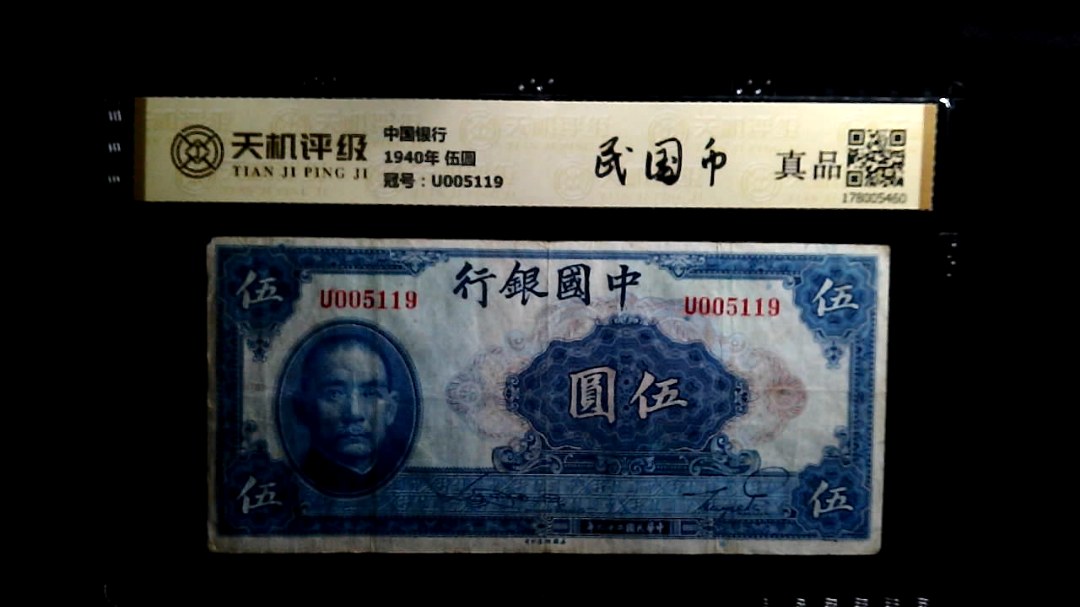 天机评级
TIAN JI PING JI
中国银行
1940年 伍圆
冠号：U005119
民国币
真品
178005460
行銀國中
伍
伍
U005119
U005119
圓伍
伍
伍